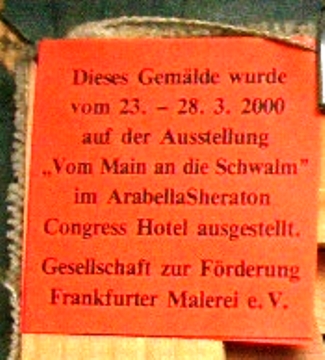 Dieses Gemälde wurde
vom 23. – 28. 3. 2000
auf der Ausstellung
„Vom Main an die Schwalm”
im ArabellaSheraton
Congress Hotel ausgestellt.
Gesellschaft zur Förderung
Frankfurter Malerei e. V.